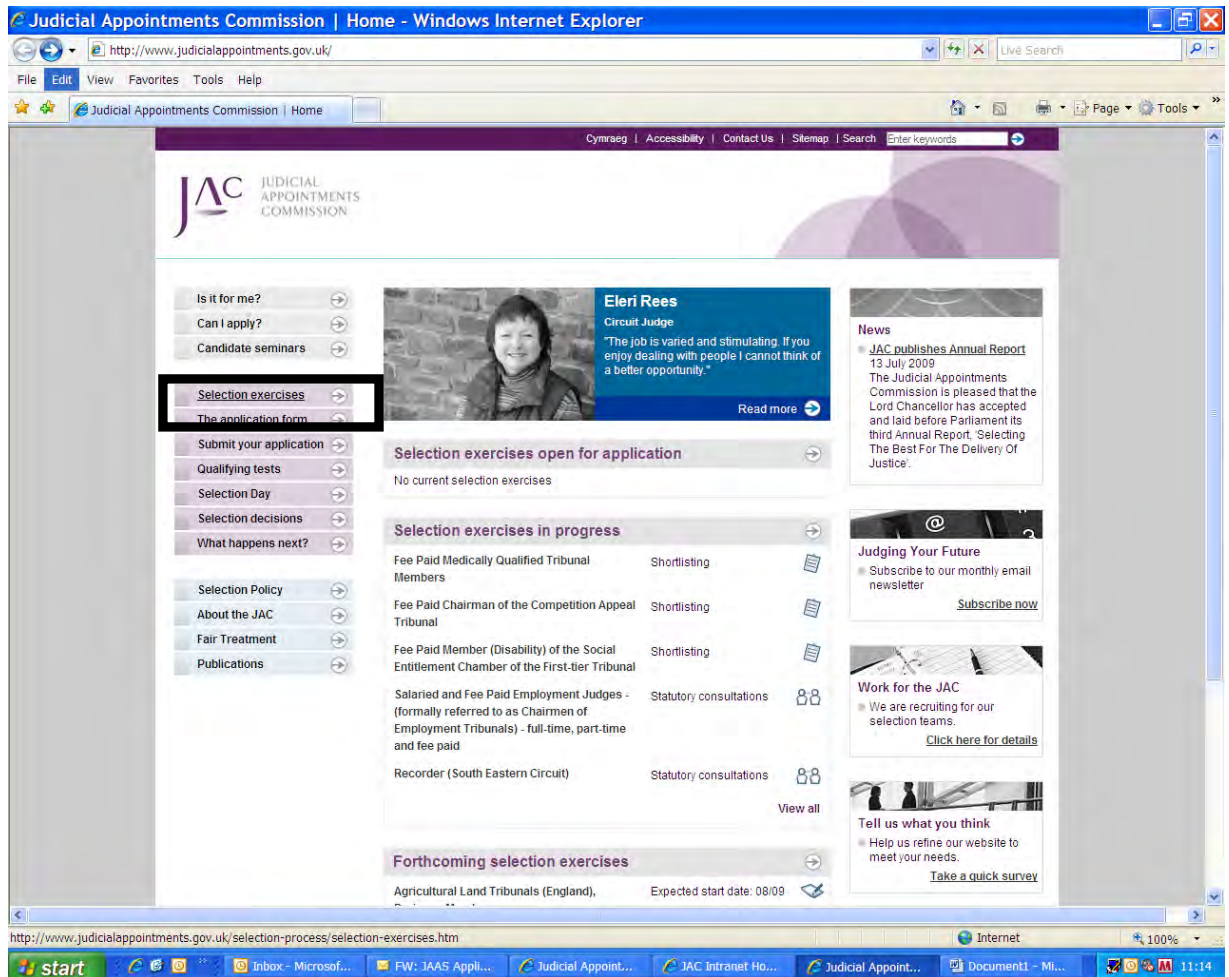 Judicial Appointments Commission | Home - Windows Internet Explorer
http://www.judicialappointments.gov.uk/
Live Search
File Edit View Favorites Tools Help
Judicial Appointments Commission | Home
Page Tools
Cymraeg | Accessibility | Contact Us | Sitemap | Search Enter keywords
JAC JUDICIAL
APPOINTMENTS
COMMISSION
Is it for me?
Can I apply?
Candidate seminars
Selection exercises
The application form
Submit your application
Qualifying tests
Selection Day
Selection decisions
What happens next?
Selection Policy
About the JAC
Fair Treatment
Publications
Eleri Rees
Circuit Judge
"The job is varied and stimulating. If you
enjoy dealing with people I cannot think of
a better opportunity."
Read more
Selection exercises open for application
No current selection exercises
Selection exercises in progress
Fee Paid Medically Qualified Tribunal Shortlisting
Members
Fee Paid Chairman of the Competition Appeal Shortlisting
Tribunal
Fee Paid Member (Disability) of the Social Shortlisting
Entitlement Chamber of the First-tier Tribunal
Salaried and Fee Paid Employment Judges - Statutory consultations
(formally referred to as Chairmen of
Employment Tribunals) - full-time, part-time
and fee paid
Recorder (South Eastern Circuit) Statutory consultations
View all
Forthcoming selection exercises
Agricultural Land Tribunals (England), Expected start date: 08/09
News
JAC publishes Annual Report
13 July 2009
The Judicial Appointments
Commission is pleased that the
Lord Chancellor has accepted
and laid before Parliament its
third Annual Report, 'Selecting
The Best For The Delivery Of
Justice'.
Judging Your Future
Subscribe to our monthly email
newsletter
Subscribe now
Work for the JAC
We are recruiting for our
selection teams.
Click here for details
Tell us what you think
Help us refine our website to
meet your needs.
Take a quick survey
http://www.judicialappointments.gov.uk/selection-process/selection-exercises.htm
Internet
100%
start
Inbox - Microsof...
FW: JAAS Appli...
Judicial Appoint...
JAC Intranet Ho...
Judicial Appoint...
Document1 - Mi...
11:14